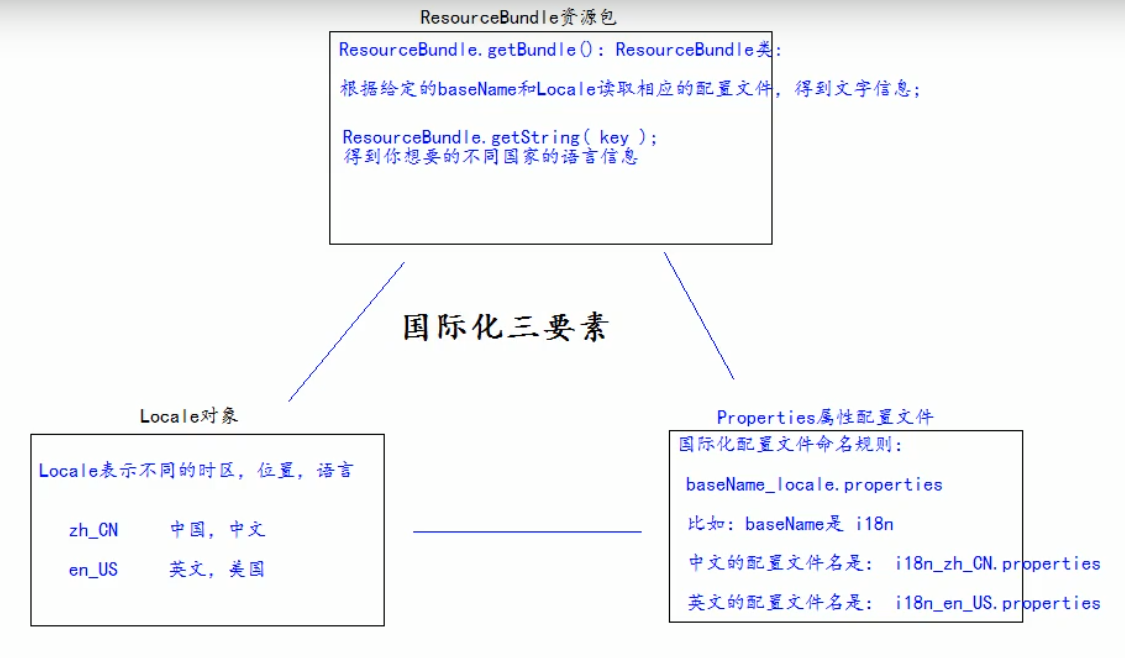 ResourceBundle资源包
ResourceBundle.getBundle(): ResourceBundle类:
根据给定的baseName和Locale读取相应的配置文件，得到文字信息；
ResourceBundle.getString( key );
得到你想要的不同国家的语言信息
国际化三要素
Locale对象
Locale表示不同的时区，位置，语言
zh_CN 中国，中文
en_US 英文，美国
Properties属性配置文件
国际化配置文件命名规则：
baseName_locale.properties
比如：baseName是 i18n
中文的配置文件名是： i18n_zh_CN.properties
英文的配置文件名是： i18n_en_US.properties